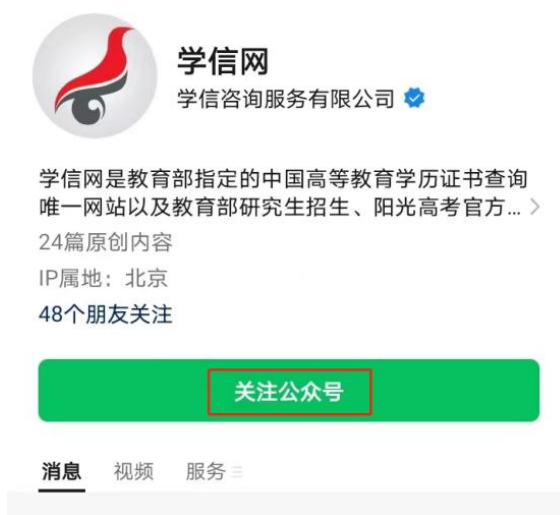 学信网
学信咨询服务有限公司
学信网是教育部指定的中国高等教育学历证书查询
唯一网站以及教育部研究生招生、阳光高考官方...
24篇原创内容
IP属地：北京
48个朋友关注
关注公众号
消息 视频 服务